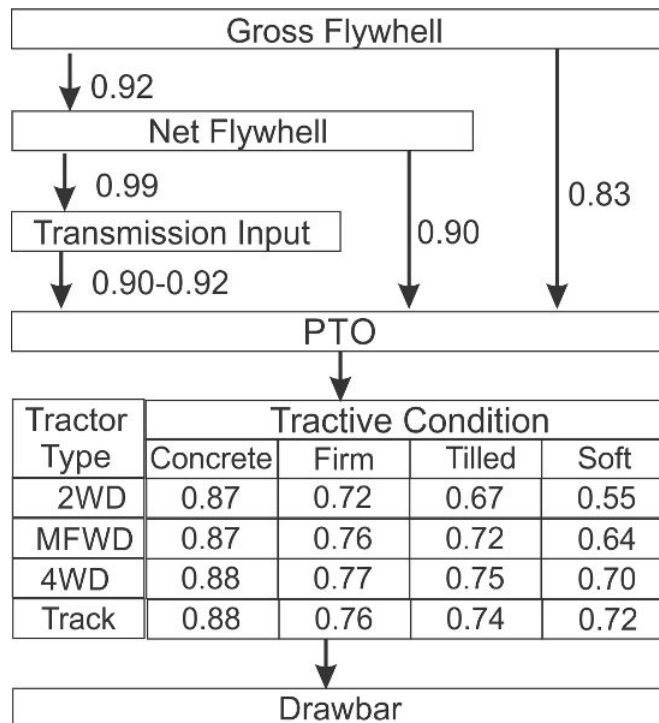 Gross Flywhell
0.92
Net Flywhell
0.99
0.83
Transmission Input
0.90
0.90-0.92
PTO
Tractor Type
Tractive Condition
Concrete Firm Tilled Soft
2WD 0.87 0.72 0.67 0.55
MFWD 0.87 0.76 0.72 0.64
4WD 0.88 0.77 0.75 0.70
Track 0.88 0.76 0.74 0.72
Drawbar